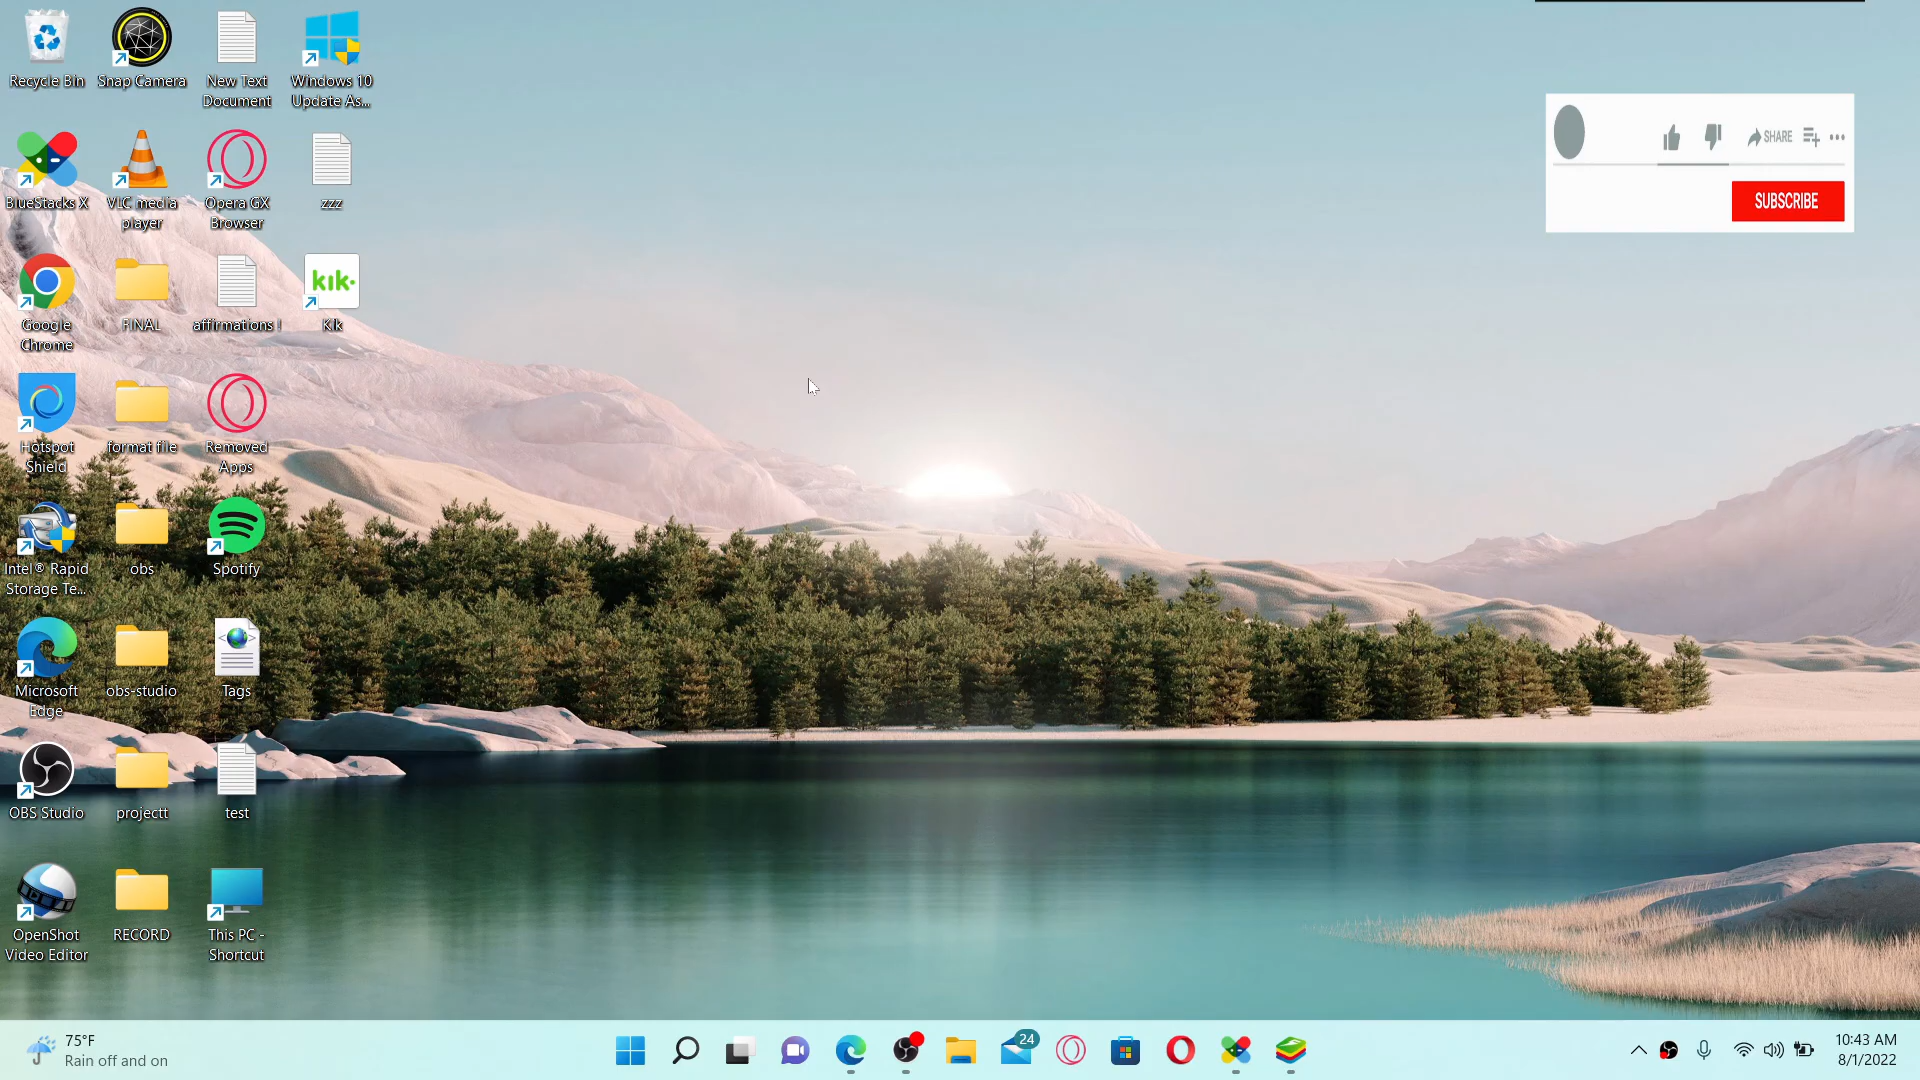 Recycle Bin
Snap Camera
New Text
Document
Windows 10
Update As...
BlueStacks X
VLC media
player
Opera GX
Browser
zzz
Google
Chrome
FINAL
affirmations !
kik.
Kik
Hotspot
Shield
format file
Removed
Apps
Intel® Rapid
Storage Te...
obs
Spotify
Microsoft
Edge
obs-studio
Tags
OBS Studio
projectt
test
OpenShot
Video Editor
RECORD
This PC -
Shortcut
SHARE
SUBSCRIBE
75°F
Rain off and on
24
10:43 AM
8/1/2022